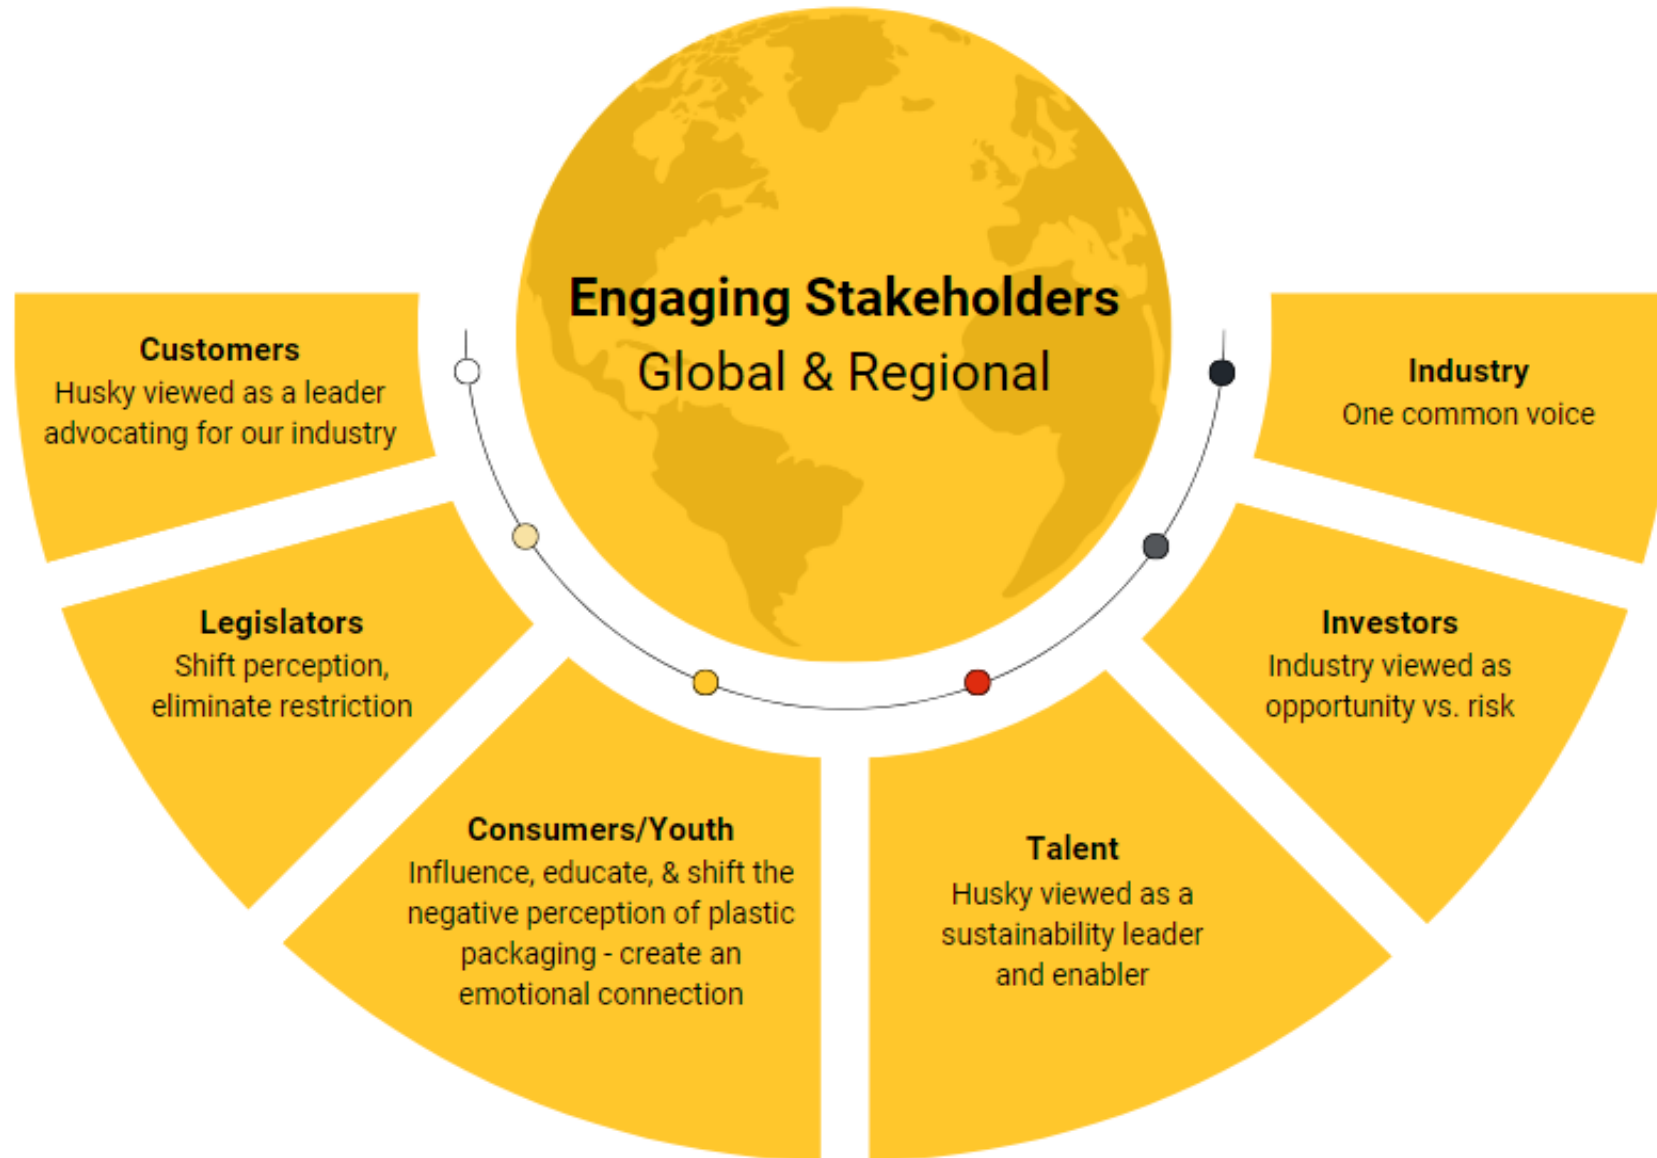 Engaging Stakeholders
Global & Regional
Customers
Husky viewed as a leader
advocating for our industry
Legislators
Shift perception,
eliminate restriction
Consumers/Youth
Influence, educate, & shift the
negative perception of plastic
packaging - create an
emotional connection
Talent
Husky viewed as a
sustainability leader
and enabler
Investors
Industry viewed as
opportunity vs. risk
Industry
One common voice